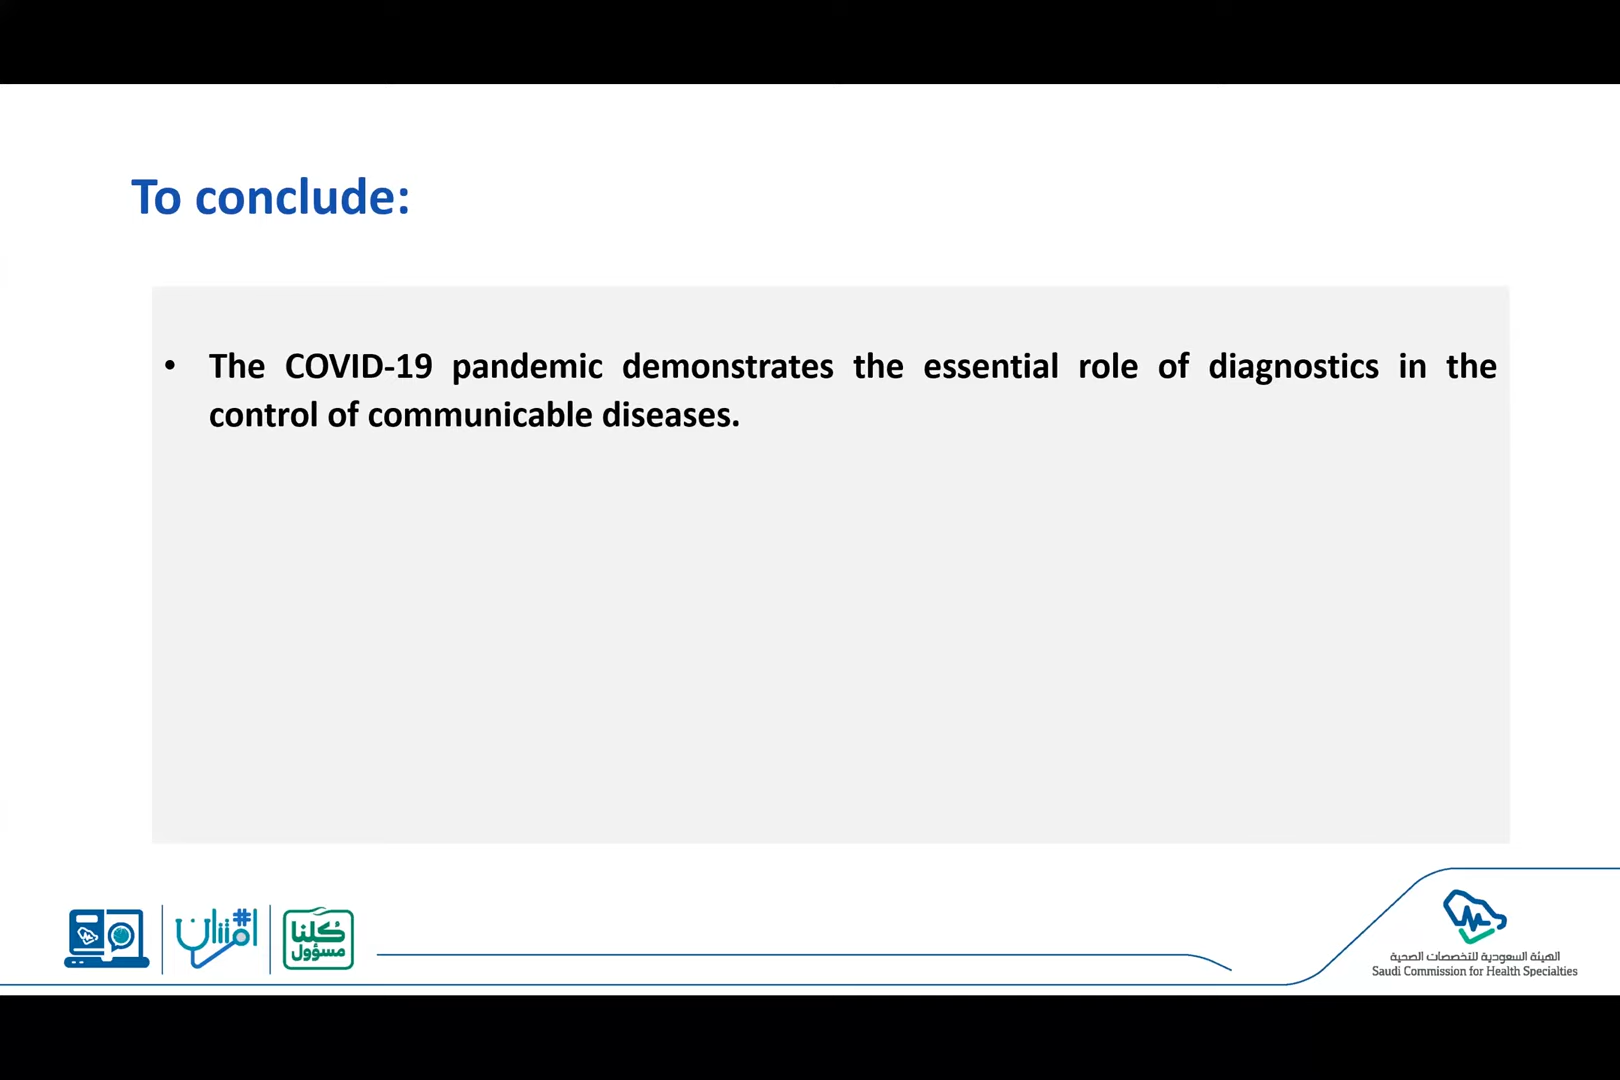 To conclude:
• The COVID-19 pandemic demonstrates the essential role of diagnostics in the
control of communicable diseases.
#امتنان
كلنا
مسؤول
الهيئة السعودية للتخصصات الصحية
Saudi Commission for Health Specialties